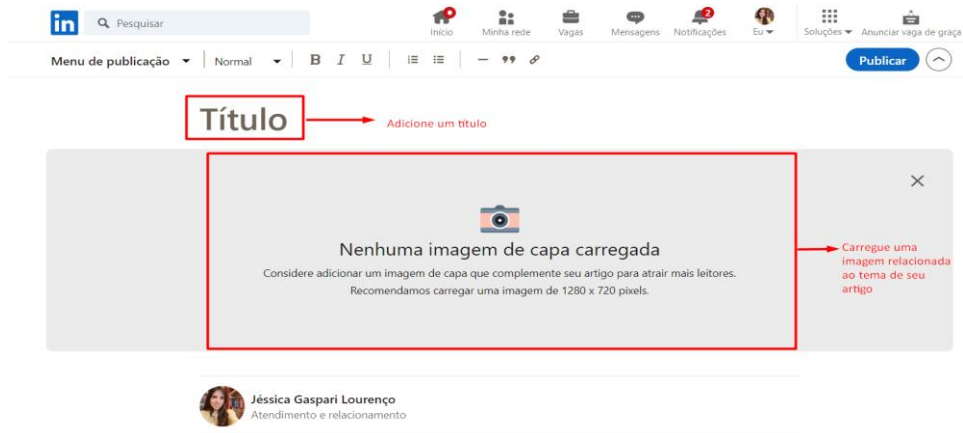 in Pesquisar
Início Minha rede Vagas Mensagens 2 Notificações Eu Soluções Anunciar vaga de graça
Menu de publicação Normal B I U Publicar
Título Adicione um título
Nenhuma imagem de capa carregada
Considere adicionar um imagem de capa que complemente seu artigo para atrair mais leitores.
Recomendamos carregar uma imagem de 1280 x 720 pixels.
Carregue uma
imagem relacionada
ao tema de seu
artigo
Jéssica Gaspari Lourenço
Atendimento e relacionamento